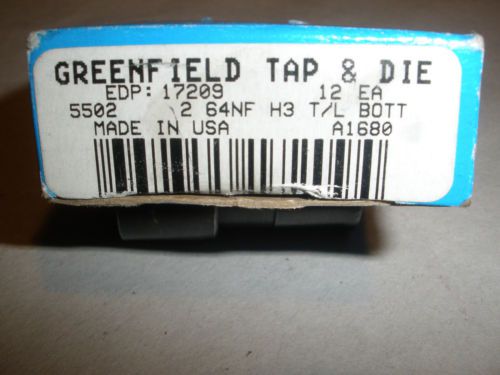 GREENFIELD TAP & DIE
EDP: 17209 12 EA
5502 2 64NF H3 T/L BOTT
MADE IN USA A1680